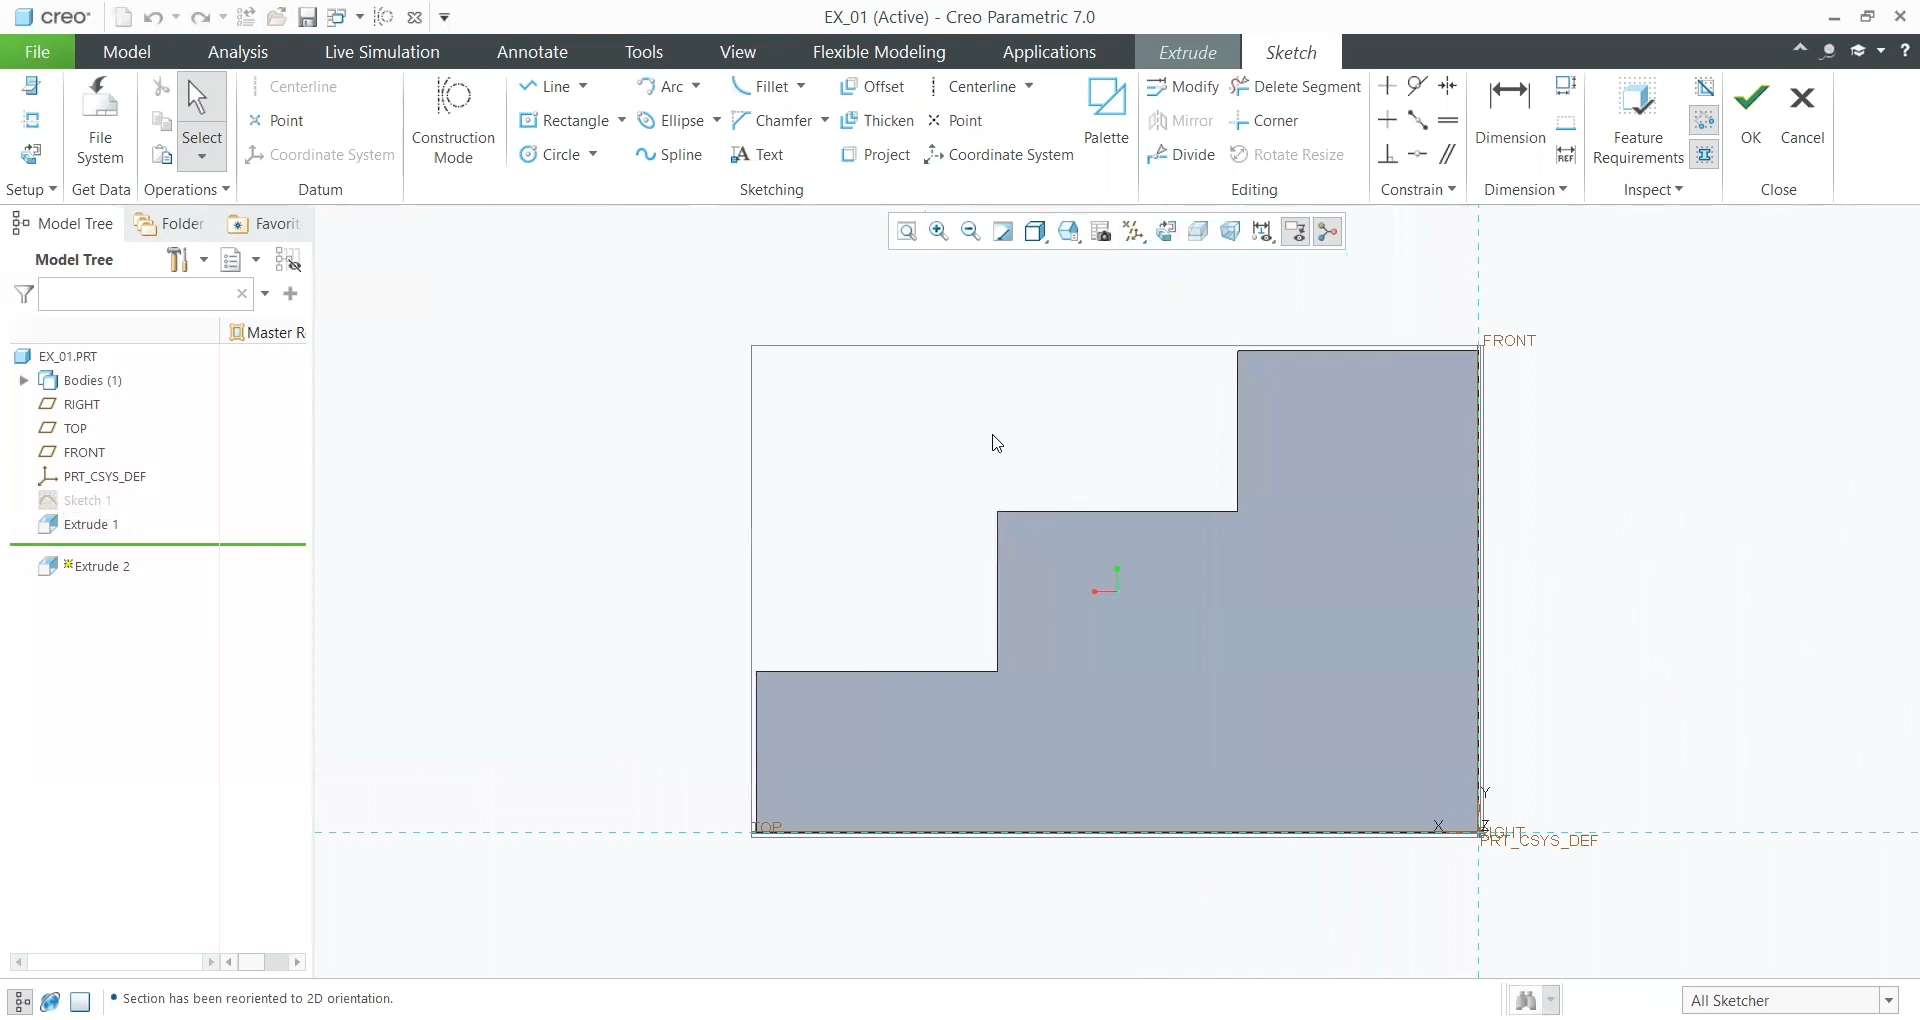 creo·
EX_01 (Active) - Creo Parametric 7.0
File Model Analysis Live Simulation Annotate Tools View Flexible Modeling Applications Extrude Sketch
Centerline Line Arc Fillet Offset Centerline Modify Delete Segment
Point Rectangle Ellipse Chamfer Thicken Point Mirror Corner
File System Select Construction Mode Palette Dimension Feature Requirements OK Cancel
Coordinate System Circle Spline Text Project Coordinate System Divide Rotate Resize
REF
Setup Get Data Operations Datum Sketching Editing Constrain Dimension Inspect Close
Model Tree Folder Favorit
Model Tree
Master R
EX_01.PRT
Bodies (1)
RIGHT
TOP
FRONT
PRT_CSYS_DEF
Sketch 1
Extrude 1
Extrude 2
FRONT
Y
TOP
X
Z
RIGHT
PRT_CSYS_DEF
Section has been reoriented to 2D orientation.
All Sketcher